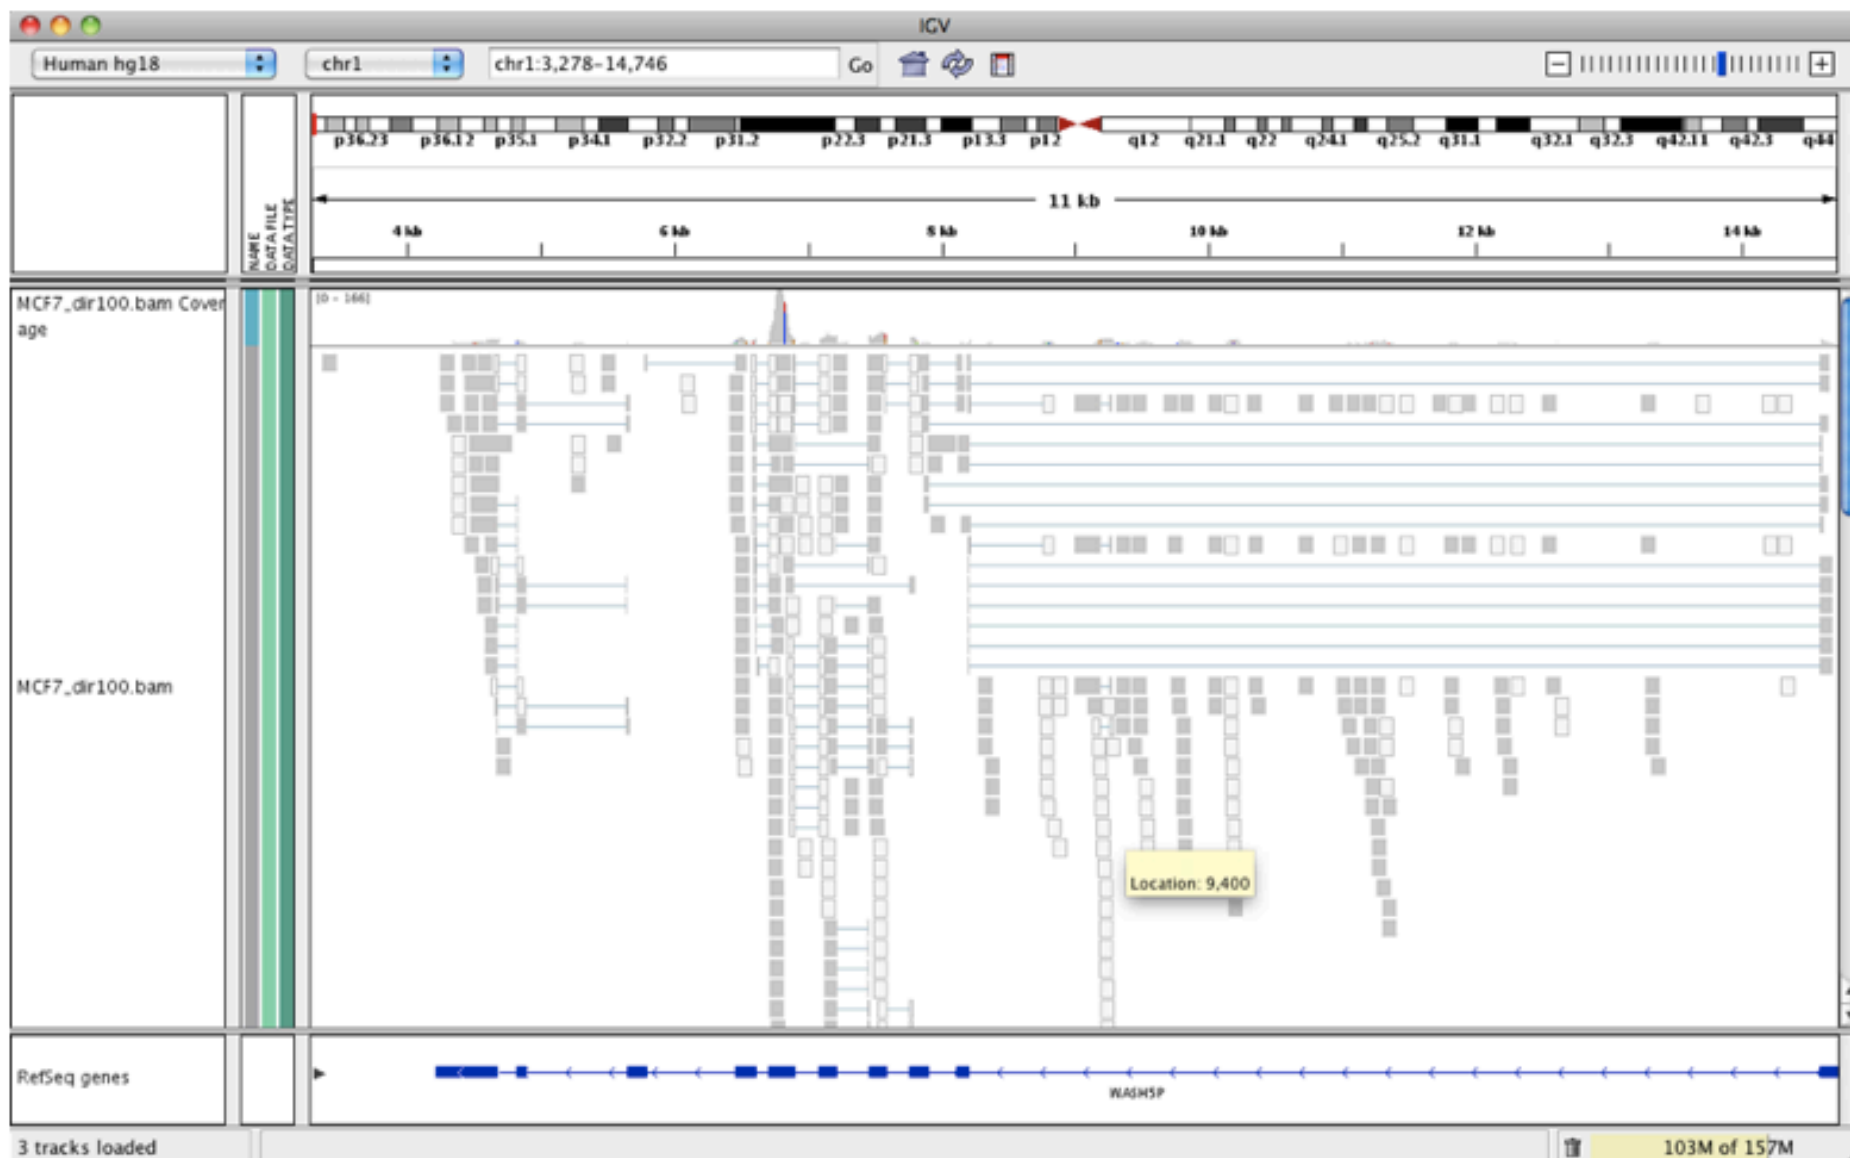 IGV
Human hg18 chr1 chr1:3,278-14,746 Go
p36.23 p36.12 p35.1 p34.1 p32.2 p31.2 p22.3 p21.3 p13.3 p12 q12 q21.1 q22 q24.1 q25.2 q31.1 q32.1 q32.3 q42.11 q42.3 q44
11 kb
4 kb 6 kb 8 kb 10 kb 12 kb 14 kb
NAME
DATA FILE
DATA TYPE
MCF7_dir100.bam Cover
age
[0 - 166]
MCF7_dir100.bam
Location: 9,400
RefSeq genes
WASH5P
3 tracks loaded 103M of 157M